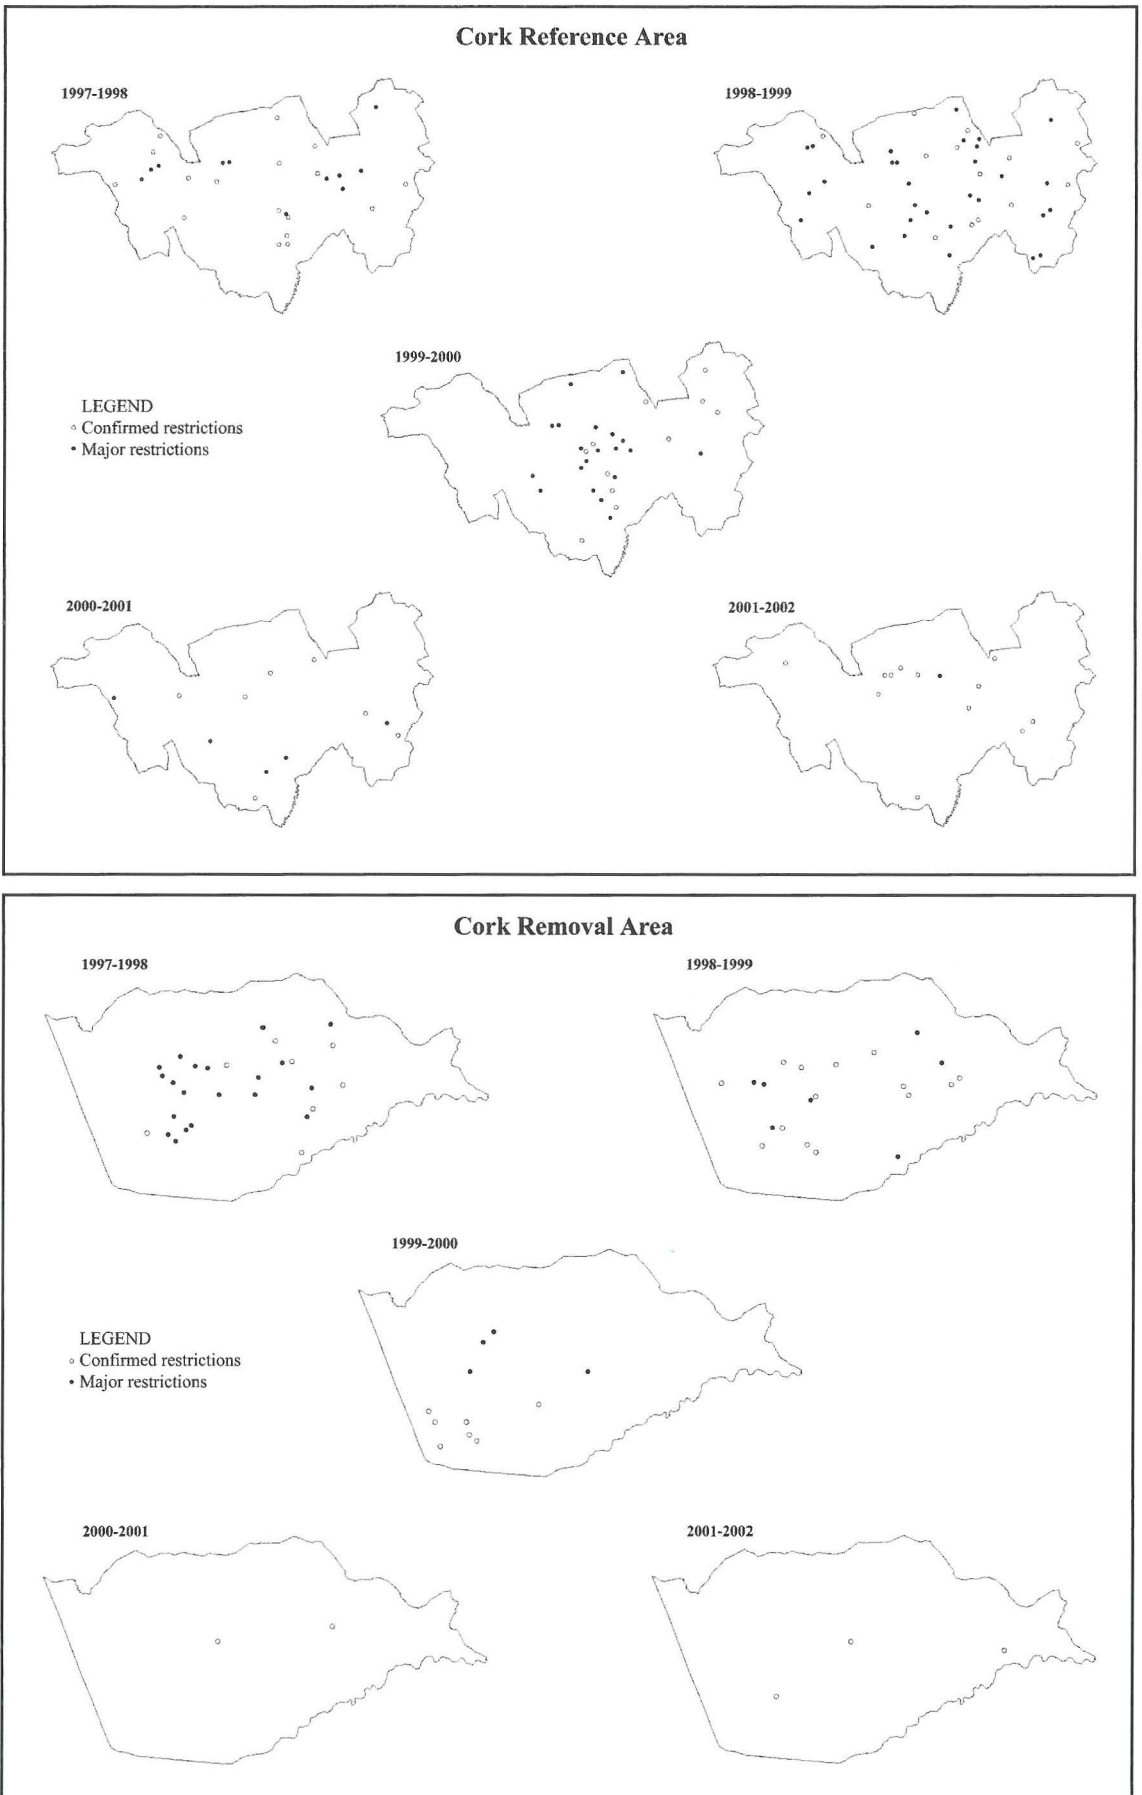 Cork Reference Area
1997-1998
1998-1999
1999-2000
LEGEND
Confirmed restrictions
Major restrictions
2000-2001
2001-2002
Cork Removal Area
1997-1998
1998-1999
1999-2000
LEGEND
Confirmed restrictions
Major restrictions
2000-2001
2001-2002